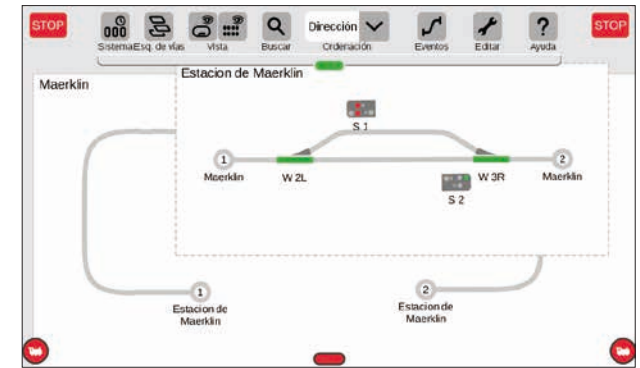 STOP
Dirección
STOP
Sistema Esq. de vías Vista Buscar Ordenación Eventos Editar Ayuda
Maerklin
Estacion de Maerklin
S 1
1
2
Maerklin
W 2L
W 3R
Maerklin
S 2
1
2
Estacion de
Maerklin
Estacion de
Maerklin